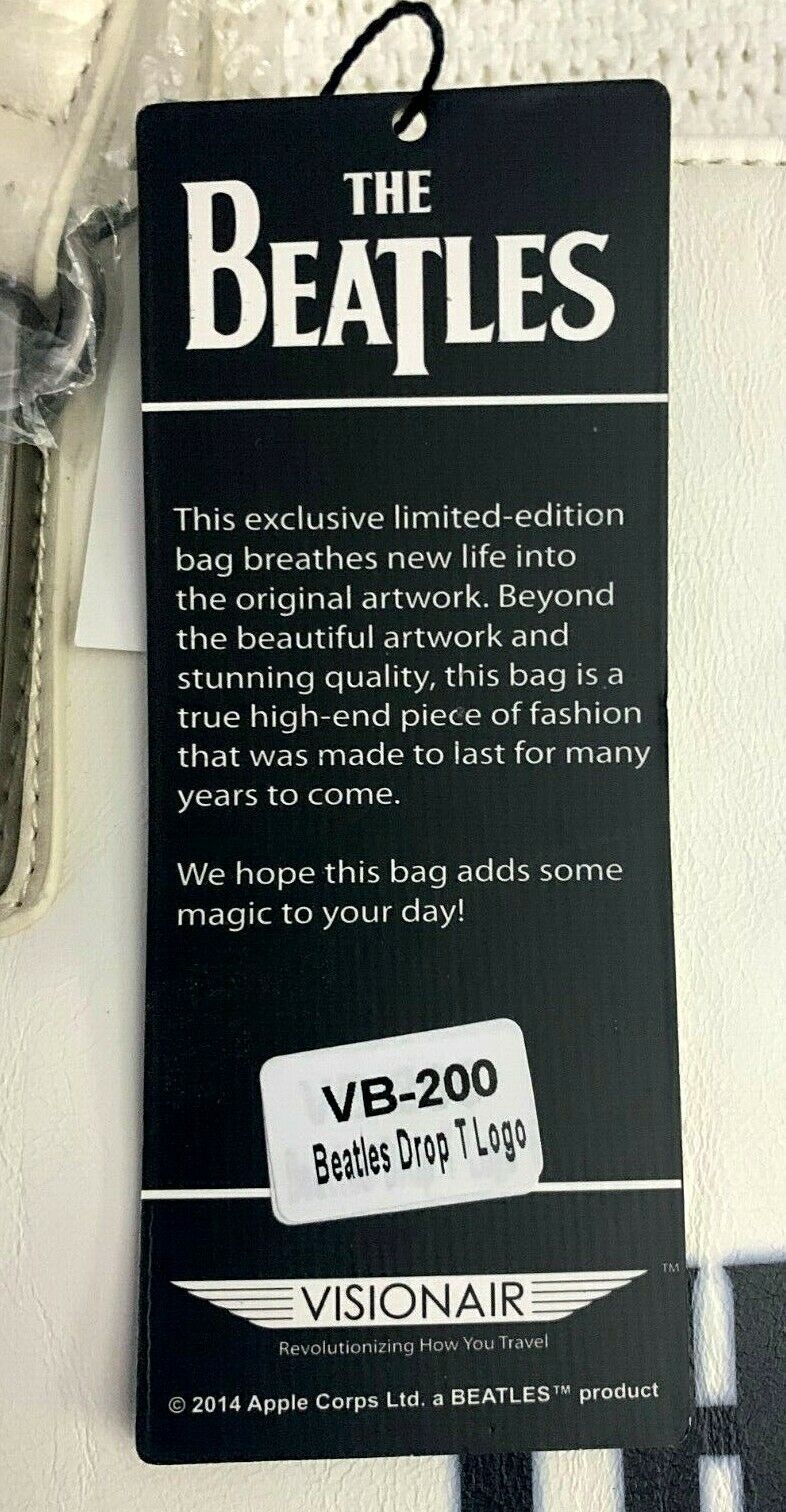 THE
BEATLES
This exclusive limited-edition
bag breathes new life into
the original artwork. Beyond
the beautiful artwork and
stunning quality, this bag is a
true high-end piece of fashion
that was made to last for many
years to come.
We hope this bag adds some
magic to your day!
VB-200
Beatles Drop T Logo
VISIONAIR ™
Revolutionizing How You Travel
© 2014 Apple Corps Ltd. a BEATLES™ product